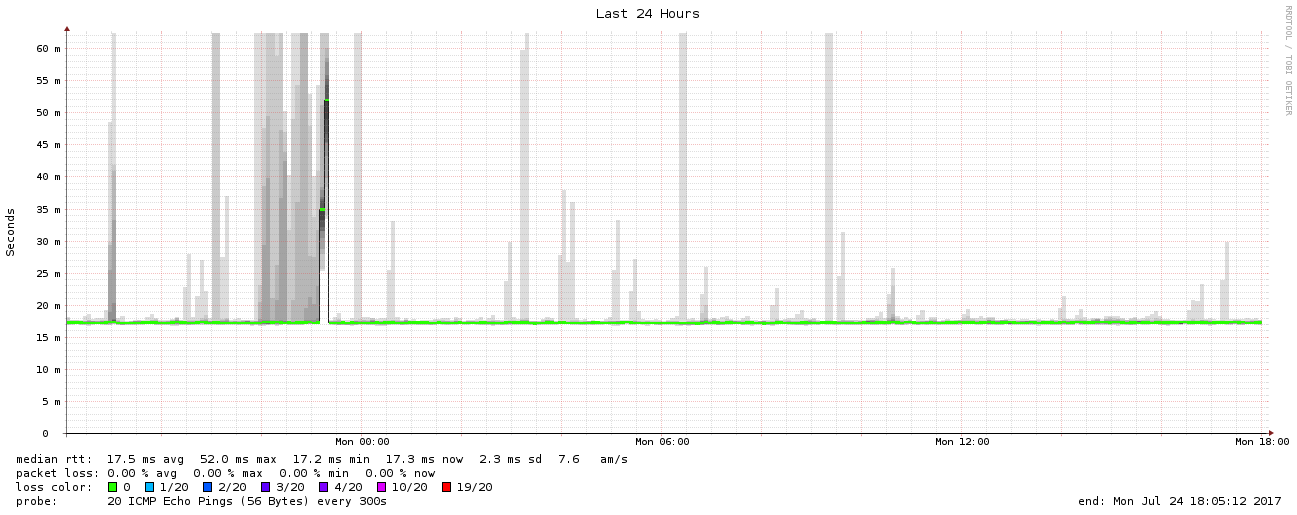 Last 24 Hours
RRDTOOL / TOBI OETIKER
Seconds
60 m
55 m
50 m
45 m
40 m
35 m
30 m
25 m
20 m
15 m
10 m
5 m
0
Mon 00:00 Mon 06:00 Mon 12:00 Mon 18:00
median rtt: 17.5 ms avg 52.0 ms max 17.2 ms min 17.3 ms now 2.3 ms sd 7.6 am/s
packet loss: 0.00 % avg 0.00 % max 0.00 % min 0.00 % now
loss color: 0 1/20 2/20 3/20 4/20 10/20 19/20
probe: 20 ICMP Echo Pings (56 Bytes) every 300s end: Mon Jul 24 18:05:12 2017